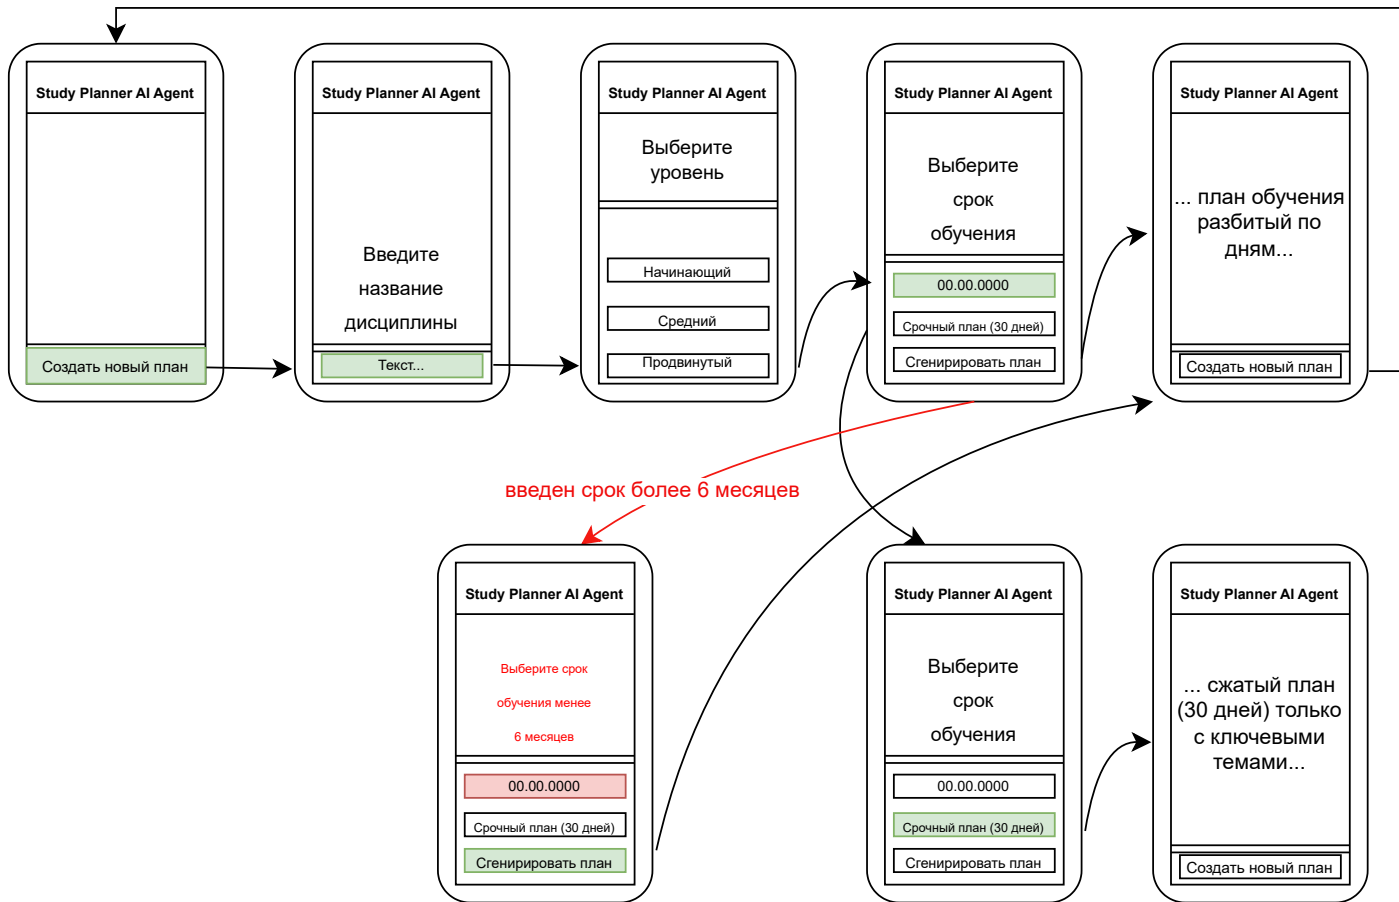 Study Planner AI Agent
Создать новый план
Study Planner AI Agent
Введите
название
дисциплины
Текст...
Study Planner AI Agent
Выберите
уровень
Начинающий
Средний
Продвинутый
Study Planner AI Agent
Выберите
срок
обучения
00.00.0000
Срочный план (30 дней)
Сгенирировать план
Study Planner AI Agent
... план обучения
разбитый по
дням...
Создать новый план
введен срок более 6 месяцев
Study Planner AI Agent
Выберите срок
обучения менее
6 месяцев
00.00.0000
Срочный план (30 дней)
Сгенирировать план
Study Planner AI Agent
Выберите
срок
обучения
00.00.0000
Срочный план (30 дней)
Сгенирировать план
Study Planner AI Agent
... сжатый план
(30 дней) только
с ключевыми
темами...
Создать новый план